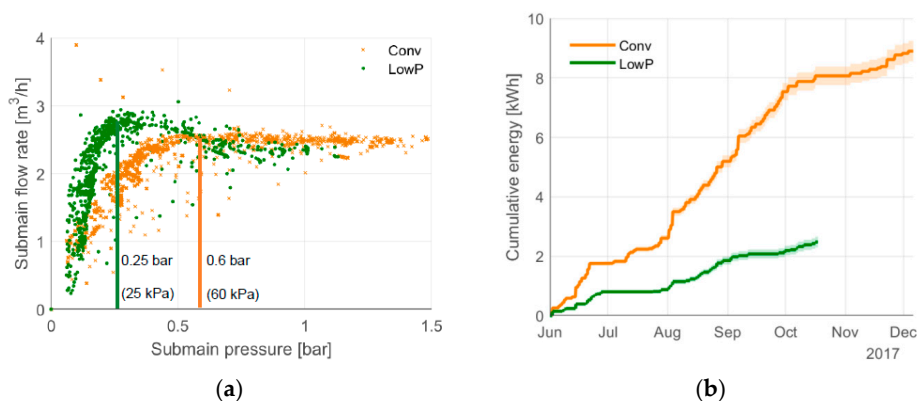 4
3
2
1
0
Submain flow rate [m³/h]
Conv
LowP
0.25 bar
(25 kPa)
0.6 bar
(60 kPa)
0
0.5
1
1.5
Submain pressure [bar]
(a)
10
8
6
4
2
0
Cumulative energy [kWh]
Conv
LowP
Jun
Jul
Aug
Sep
Oct
Nov
Dec
2017
(b)